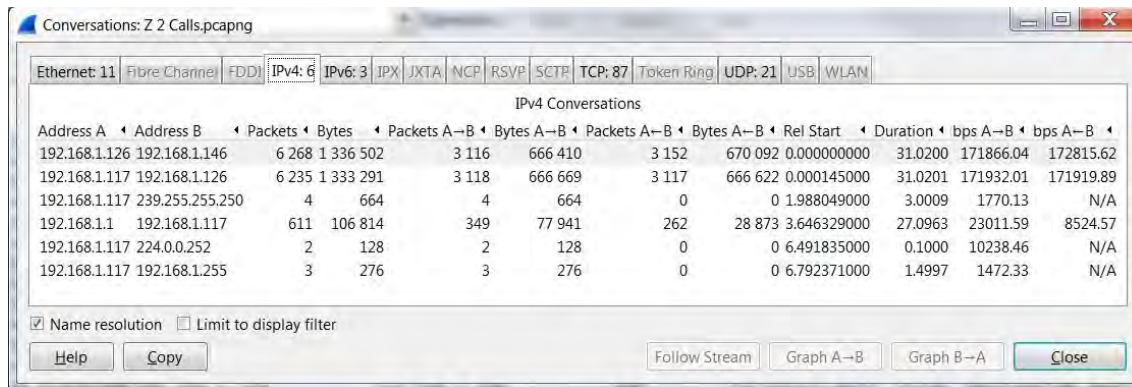 Conversations: Z 2 Calls.pcapng
Ethernet: 11 Fibre Channel FDDI IPv4: 6 IPv6: 3 IPX JXTA NCP RSVP SCTP TCP: 87 Token Ring UDP: 21 USB WLAN
IPv4 Conversations
Address A Address B Packets Bytes Packets A→B Bytes A→B Packets A←B Bytes A←B Rel Start Duration bps A→B bps A←B
192.168.1.126 192.168.1.146 6 268 1 336 502 3 116 666 410 3 152 670 092 0.000000000 31.0200 171866.04 172815.62
192.168.1.117 192.168.1.126 6 235 1 333 291 3 118 666 669 3 117 666 622 0.000145000 31.0201 171932.01 171919.89
192.168.1.117 239.255.255.250 4 664 4 664 0 0 1.988049000 3.0009 1770.13 N/A
192.168.1.1 192.168.1.117 611 106 814 349 77 941 262 28 873 3.646329000 27.0963 23011.59 8524.57
192.168.1.117 224.0.0.252 2 128 2 128 0 0 6.491835000 0.1000 10238.46 N/A
192.168.1.117 192.168.1.255 3 276 3 276 0 0 6.792371000 1.4997 1472.33 N/A
Name resolution Limit to display filter
Help Copy Follow Stream Graph A→B Graph B→A Close